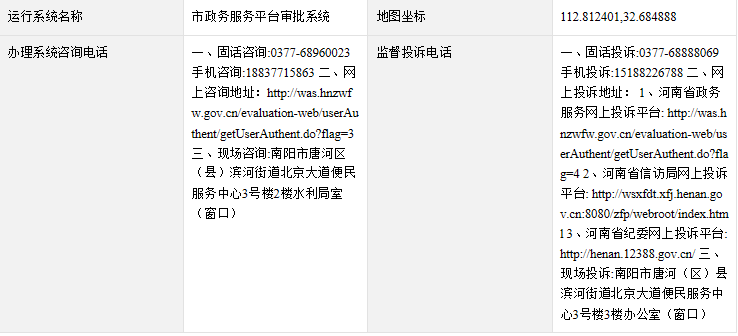 运行系统名称
市政务服务平台审批系统
地图坐标
112.812401,32.684888
办理系统咨询电话
一、固话咨询:0377-68960023
手机咨询:18837715863 二、网
上咨询地址： http://was.hnzwf
w.gov.cn/evaluation-web/userAu
thent/getUserAuthent.do?flag=3
三、现场咨询:南阳市唐河区
（县）滨河街道北京大道便民
服务中心3号楼2楼水利局室
（窗口）
监督投诉电话
一、固话投诉:0377-68888069
手机投诉:15188226788 二、网
上投诉地址： 1、河南省政务
服务网上投诉平台: http://was.h
nzwfw.gov.cn/evaluation-web/us
erAuthent/getUserAuthent.do?fla
g=4 2、河南省信访局网上投诉
平台: http://wsxfdt.xfj.henan.go
v.cn:8080/zfp/webroot/index.htm
l 3、河南省纪委网上投诉平台:
http://henan.12388.gov.cn/ 三、
现场投诉:南阳市唐河（区）县
滨河街道北京大道便民服务中
心3号楼3楼办公室（窗口）